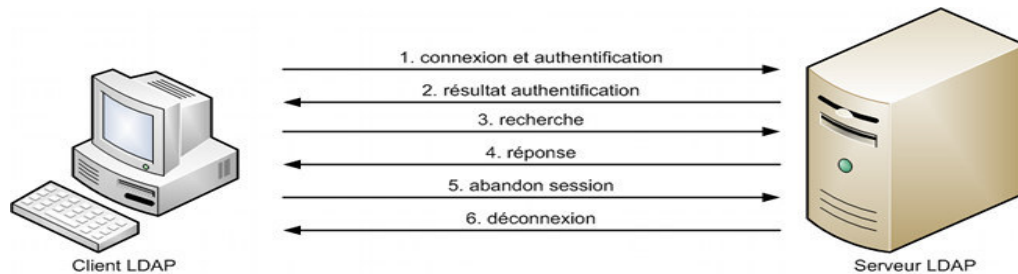 1. connexion et authentification
2. résultat authentification
3. recherche
4. réponse
5. abandon session
6. déconnexion
Client LDAP
Serveur LDAP